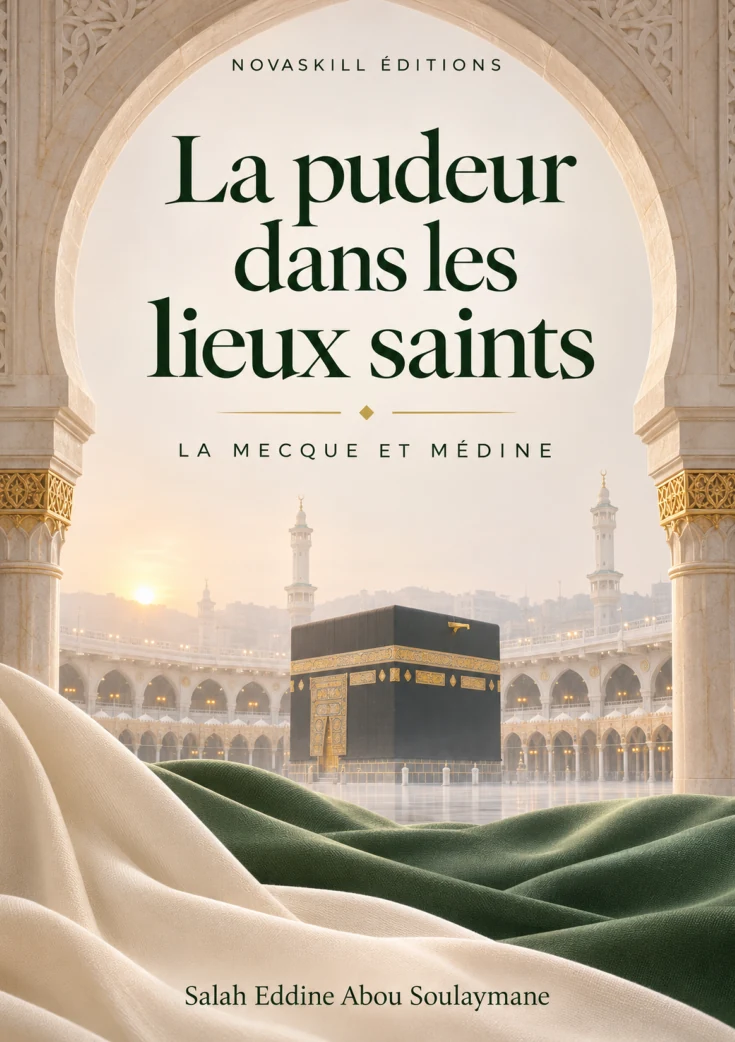 NOVASKILL ÉDITIONS
La pudeur
dans les
lieux saints
LA MECQUE ET MÉDINE
Salah Eddine Abou Soulaymane